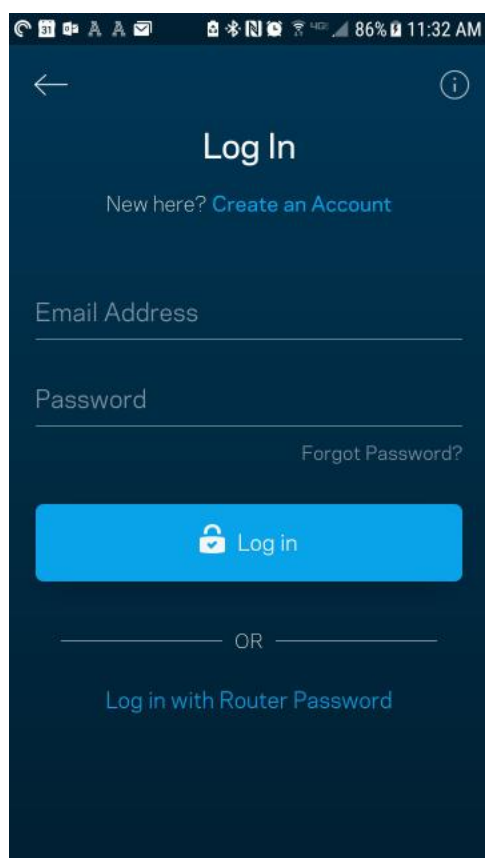 31 86% 11:32 AM
Log In
New here? Create an Account
Email Address
Password
Forgot Password?
Log in
OR
Log in with Router Password